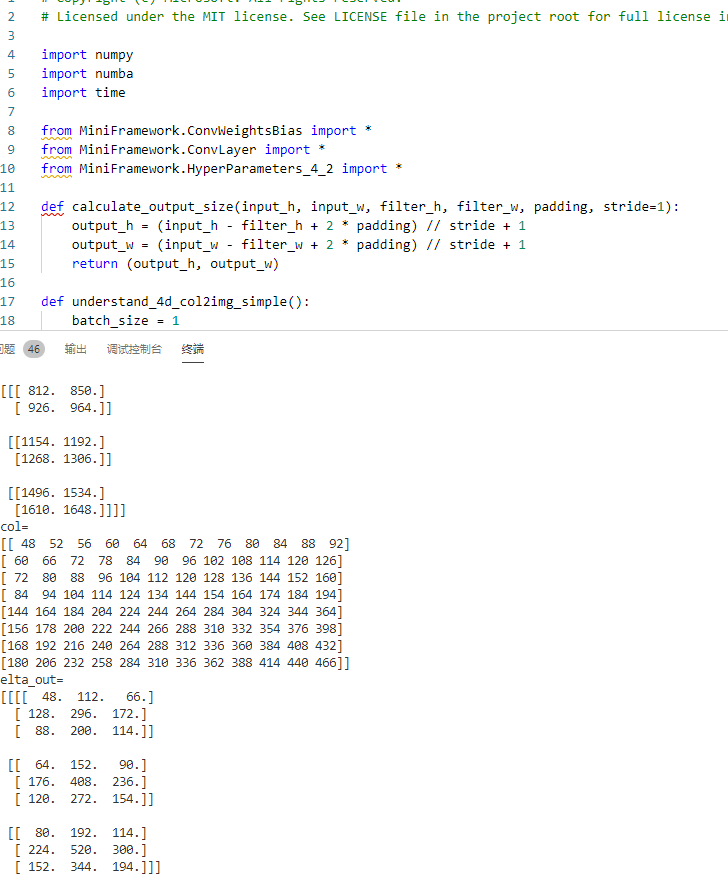 # Copyright (c) Microsoft. All rights reserved.
2 # Licensed under the MIT license. See LICENSE file in the project root for full license
3
4 import numpy
5 import numba
6 import time
7
8 from MiniFramework.ConvWeightsBias import *
9 from MiniFramework.ConvLayer import *
10 from MiniFramework.HyperParameters_4_2 import *
11
12 def calculate_output_size(input_h, input_w, filter_h, filter_w, padding, stride=1):
13 output_h = (input_h - filter_h + 2 * padding) // stride + 1
14 output_w = (input_w - filter_w + 2 * padding) // stride + 1
15 return (output_h, output_w)
16
17 def understand_4d_col2img_simple():
18 batch_size = 1
问题 46 输出 调试控制台 终端
[[[ 812. 850.]
[ 926. 964.]]
[[1154. 1192.]
[1268. 1306.]]
[[1496. 1534.]
[1610. 1648.]]]]
col=
[[ 48 52 56 60 64 68 72 76 80 84 88 92]
[ 60 66 72 78 84 90 96 102 108 114 120 126]
[ 72 80 88 96 104 112 120 128 136 144 152 160]
[ 84 94 104 114 124 134 144 154 164 174 184 194]
[144 164 184 204 224 244 264 284 304 324 344 364]
[156 178 200 222 244 266 288 310 332 354 376 398]
[168 192 216 240 264 288 312 336 360 384 408 432]
[180 206 232 258 284 310 336 362 388 414 440 466]]
elta_out=
[[[[ 48. 112. 66.]
[ 128. 296. 172.]
[ 88. 200. 114.]]
[[ 64. 152. 90.]
[ 176. 408. 236.]
[ 120. 272. 154.]]
[[ 80. 192. 114.]
[ 224. 520. 300.]
[ 152. 344. 194.]]]